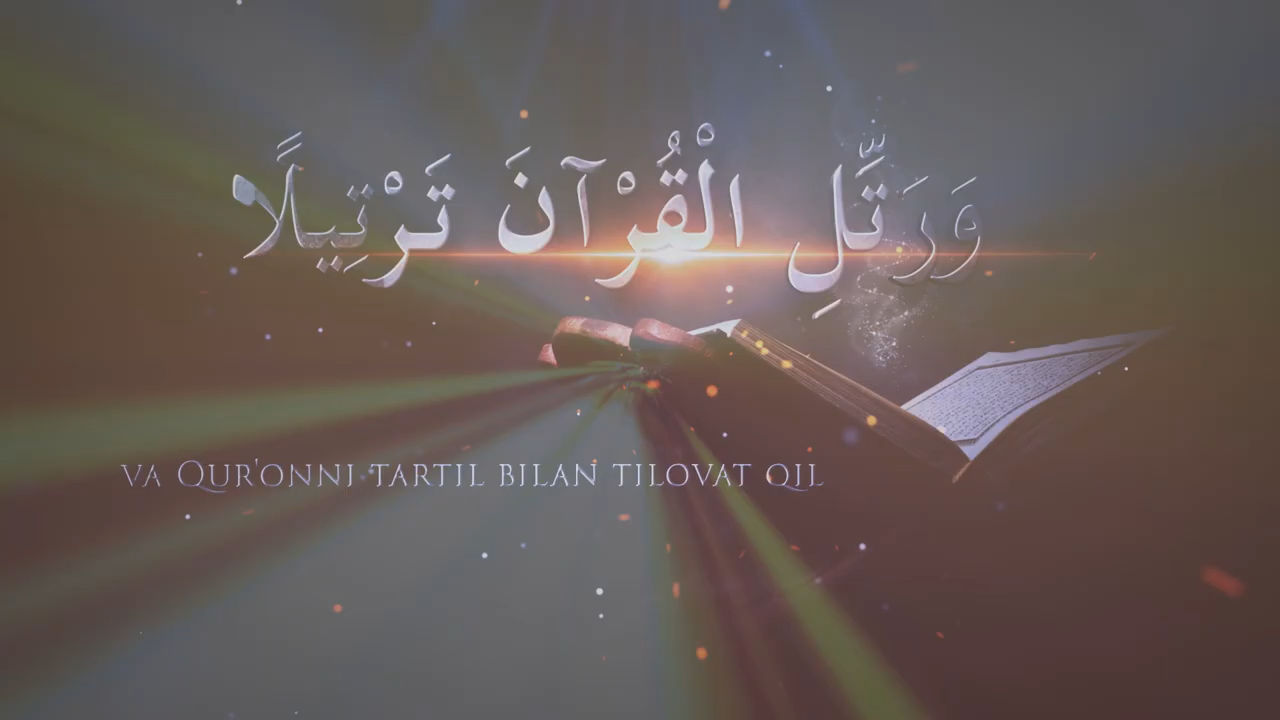 وَرَتِّلِ الْقُرْآنَ تَرْتِيلًا
VA QUR'ONNI TARTIL BILAN TILOVAT QIL